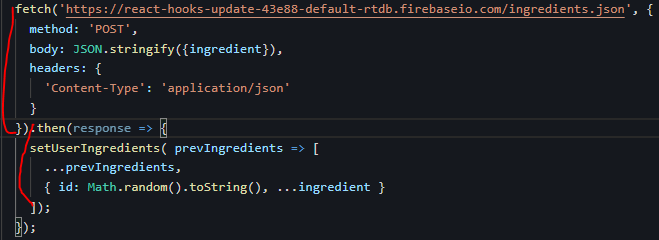 fetch('https://react-hooks-update-43e88-default-rtdb.firebaseio.com/ingredients.json', {
method: 'POST',
body: JSON.stringify({ingredient}),
headers: {
'Content-Type': 'application/json'
}
}).then(response => {
setUserIngredients( prevIngredients => [
...prevIngredients,
{ id: Math.random().toString(), ...ingredient }
]);
});